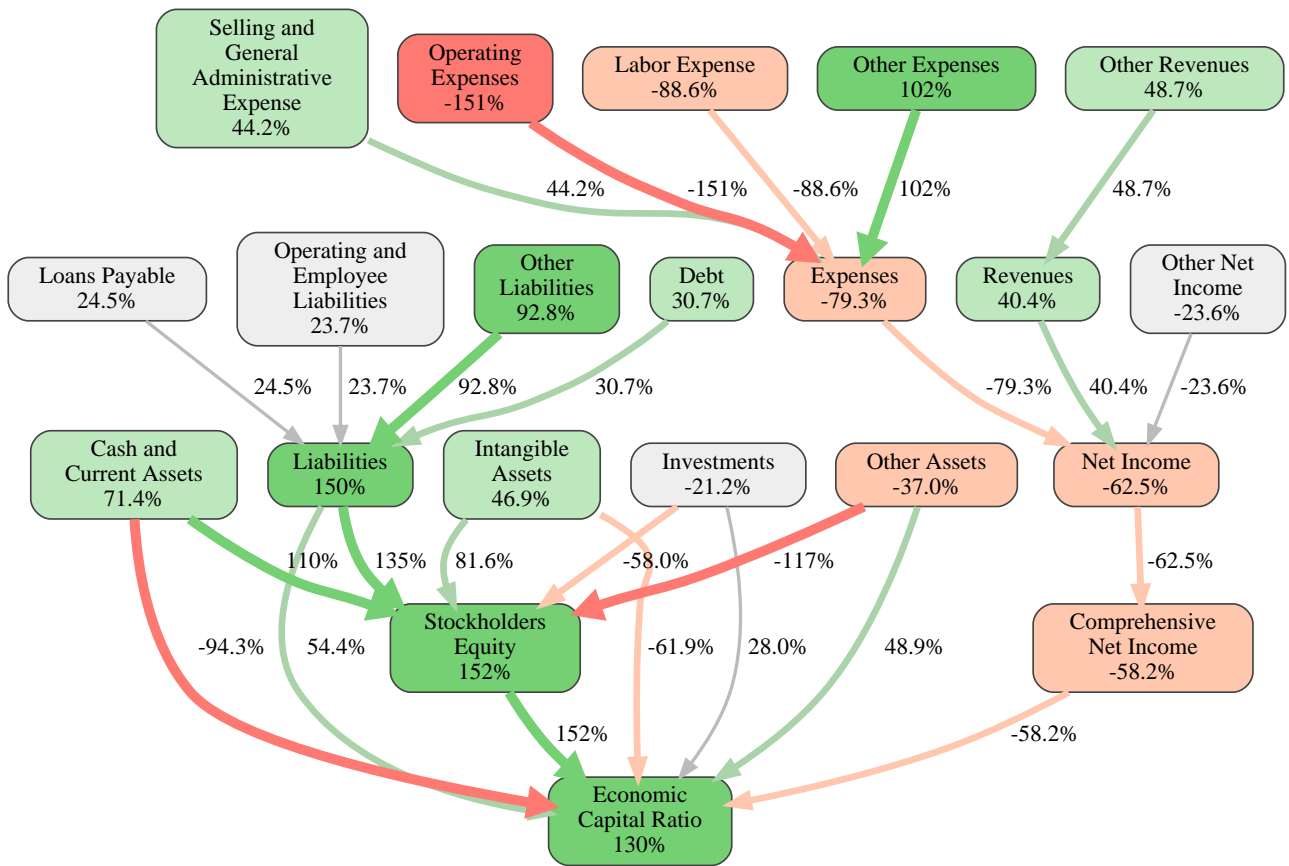 Selling and
General
Administrative
Expense
44.2%
Operating
Expenses
-151%
Labor Expense
-88.6%
Other Expenses
102%
Other Revenues
48.7%
44.2%
-151%
-88.6%
102%
48.7%
Loans Payable
24.5%
Operating and
Employee
Liabilities
23.7%
Other
Liabilities
92.8%
Debt
30.7%
Expenses
-79.3%
Revenues
40.4%
Other Net
Income
-23.6%
24.5%
23.7%
92.8%
30.7%
-79.3%
40.4%
-23.6%
Cash and
Current Assets
71.4%
Liabilities
150%
Intangible
Assets
46.9%
Investments
-21.2%
Other Assets
-37.0%
Net Income
-62.5%
110%
135%
81.6%
-58.0%
-117%
-62.5%
Stockholders
Equity
152%
Comprehensive
Net Income
-58.2%
-94.3%
54.4%
-61.9%
28.0%
48.9%
152%
-58.2%
Economic
Capital Ratio
130%